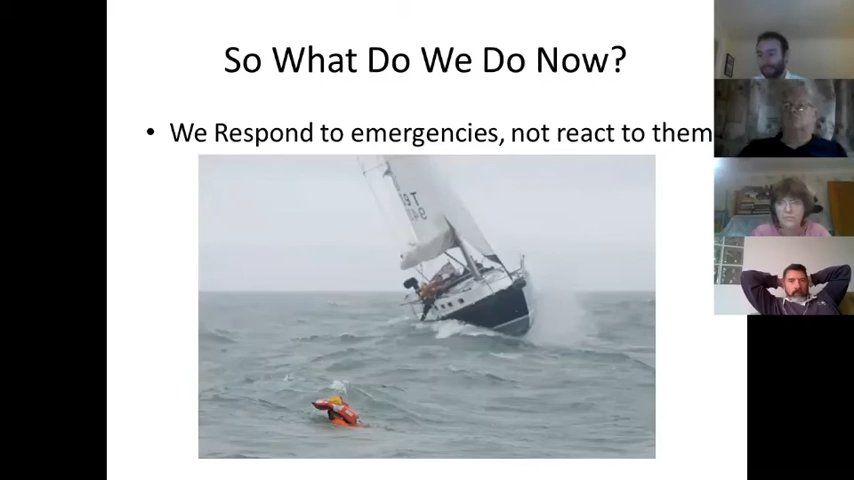 So What Do We Do Now?
• We Respond to emergencies, not react to them